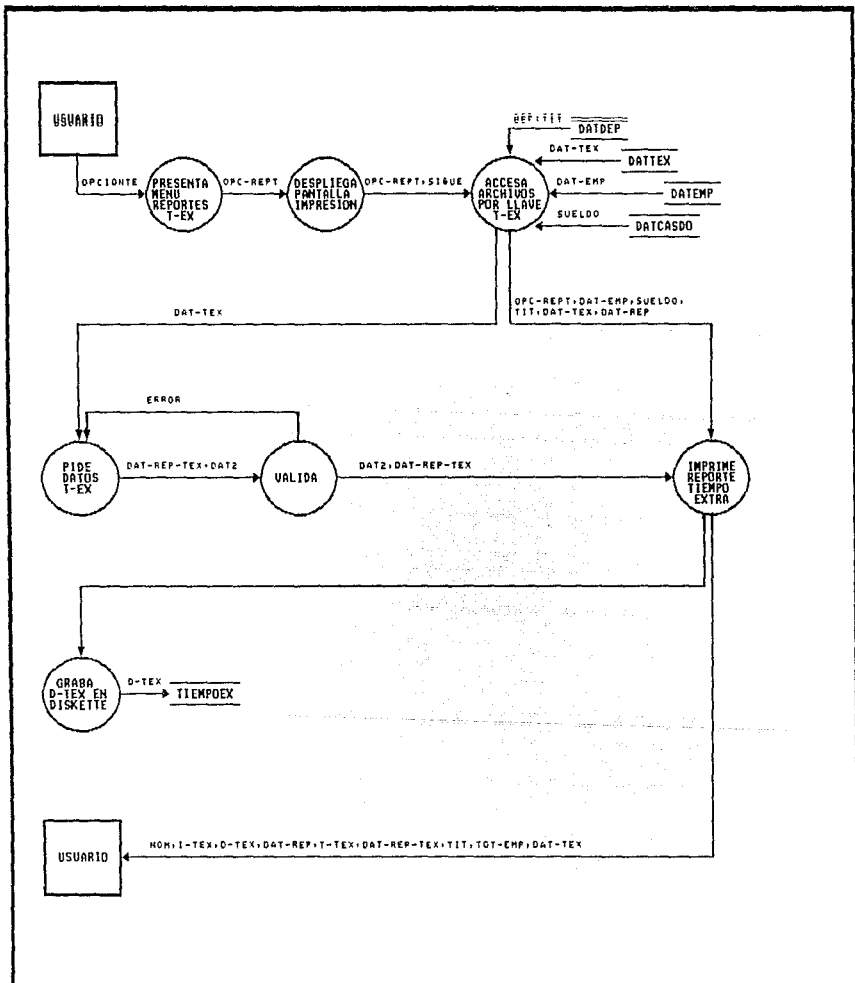 USUARIO
DEP,TIT
DATDEP
DAT-TEX
DATTEX
OPCIONTE
PRESENTA
MENU
REPORTES
T-EX
OPC-REPT
DESPLIEGA
PANTALLA
IMPRESION
OPC-REPT,SIGUE
ACCESA
ARCHIVOS
POR LLAVE
T-EX
DAT-EMP
DATEMP
SUELDO
DATCASDO
DAT-TEX
OPC-REPT,DAT-EMP,SUELDO,
TIT,DAT-TEX,DAT-REP
ERROR
PIDE
DATOS
T-EX
DAT-REP-TEX,DAT2
VALIDA
DAT2,DAT-REP-TEX
IMPRIME
REPORTE
TIEMPO
EXTRA
GRABA
D-TEX EN
DISKETTE
D-TEX
TIEMPOEX
USUARIO
NOM,I-TEX,D-TEX,DAT-REP,T-TEX,DAT-REP-TEX,TIT,TOT-EMP,DAT-TEX